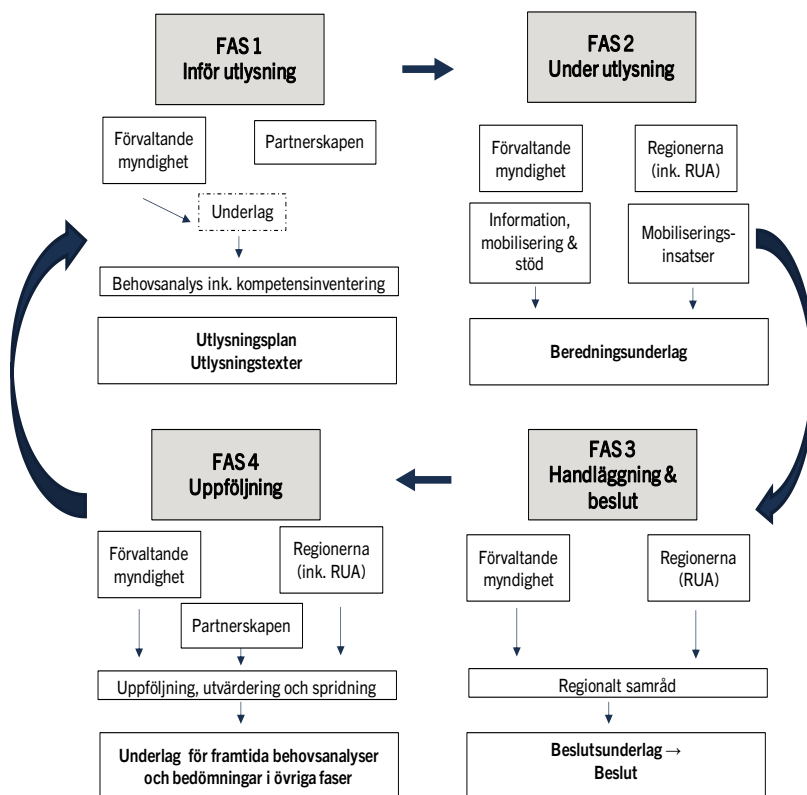 FAS 1
Inför utlysning
Förvaltande
myndighet
Partnerskapen
Underlag
Behovsanalys ink. kompetensinventering
Utlysningsplan
Utlysningstexter
FAS 2
Under utlysning
Förvaltande
myndighet
Regionerna
(ink. RUA)
Information,
mobilisering &
stöd
Mobiliserings-
insatser
Beredningsunderlag
FAS 3
Handläggning &
beslut
Förvaltande
myndighet
Regionerna
(RUA)
Regionalt samråd
Beslutsunderlag →
Beslut
FAS 4
Uppföljning
Förvaltande
myndighet
Regionerna
(ink. RUA)
Partnerskapen
Uppföljning, utvärdering och spridning
Underlag för framtida behovsanalyser
och bedömningar i övriga faser